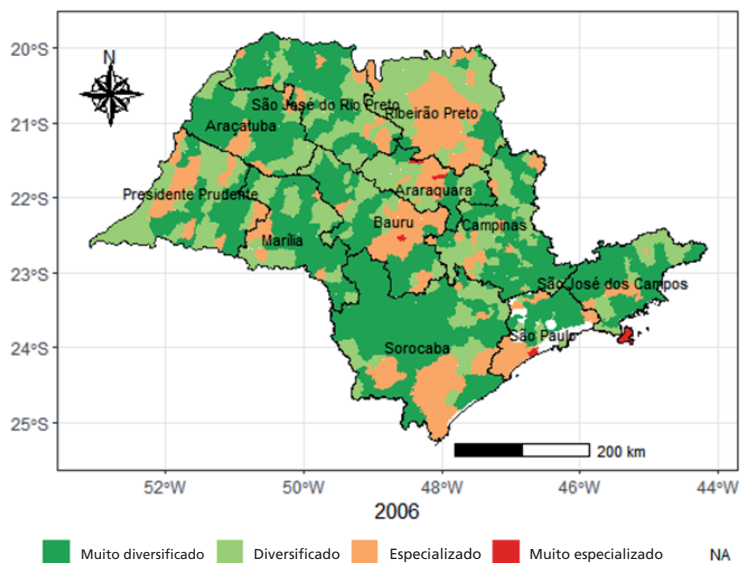 N
20°S
21°S
22°S
23°S
24°S
25°S
São José do Rio Preto
Ribeirão Preto
Araçatuba
Presidente Prudente
Araraquara
Bauru
Campinas
Marília
São José dos Campos
São Paulo
Sorocaba
200 km
52°W 50°W 48°W 46°W 44°W
2006
Muito diversificado Diversificado Especializado Muito especializado NA